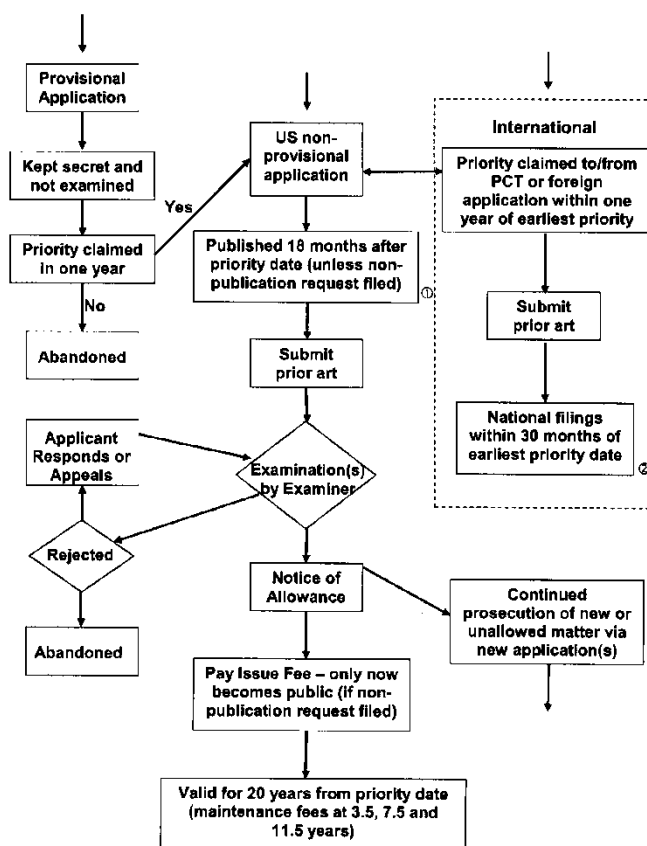 Provisional
Application
Kept secret and
not examined
Priority claimed
in one year
Yes
No
Abandoned
US non-
provisional
application
Published 18 months after
priority date (unless non-
publication request filed)
①
Submit
prior art
International
Priority claimed to/from
PCT or foreign
application within one
year of earliest priority
Submit
prior art
National filings
within 30 months of
earliest priority date
②
Applicant
Responds or
Appeals
Examination(s)
by Examiner
Rejected
Abandoned
Notice of
Allowance
Continued
prosecution of new or
unallowed matter via
new application(s)
Pay Issue Fee – only now
becomes public (if non-
publication request filed)
Valid for 20 years from priority date
(maintenance fees at 3.5, 7.5 and
11.5 years)